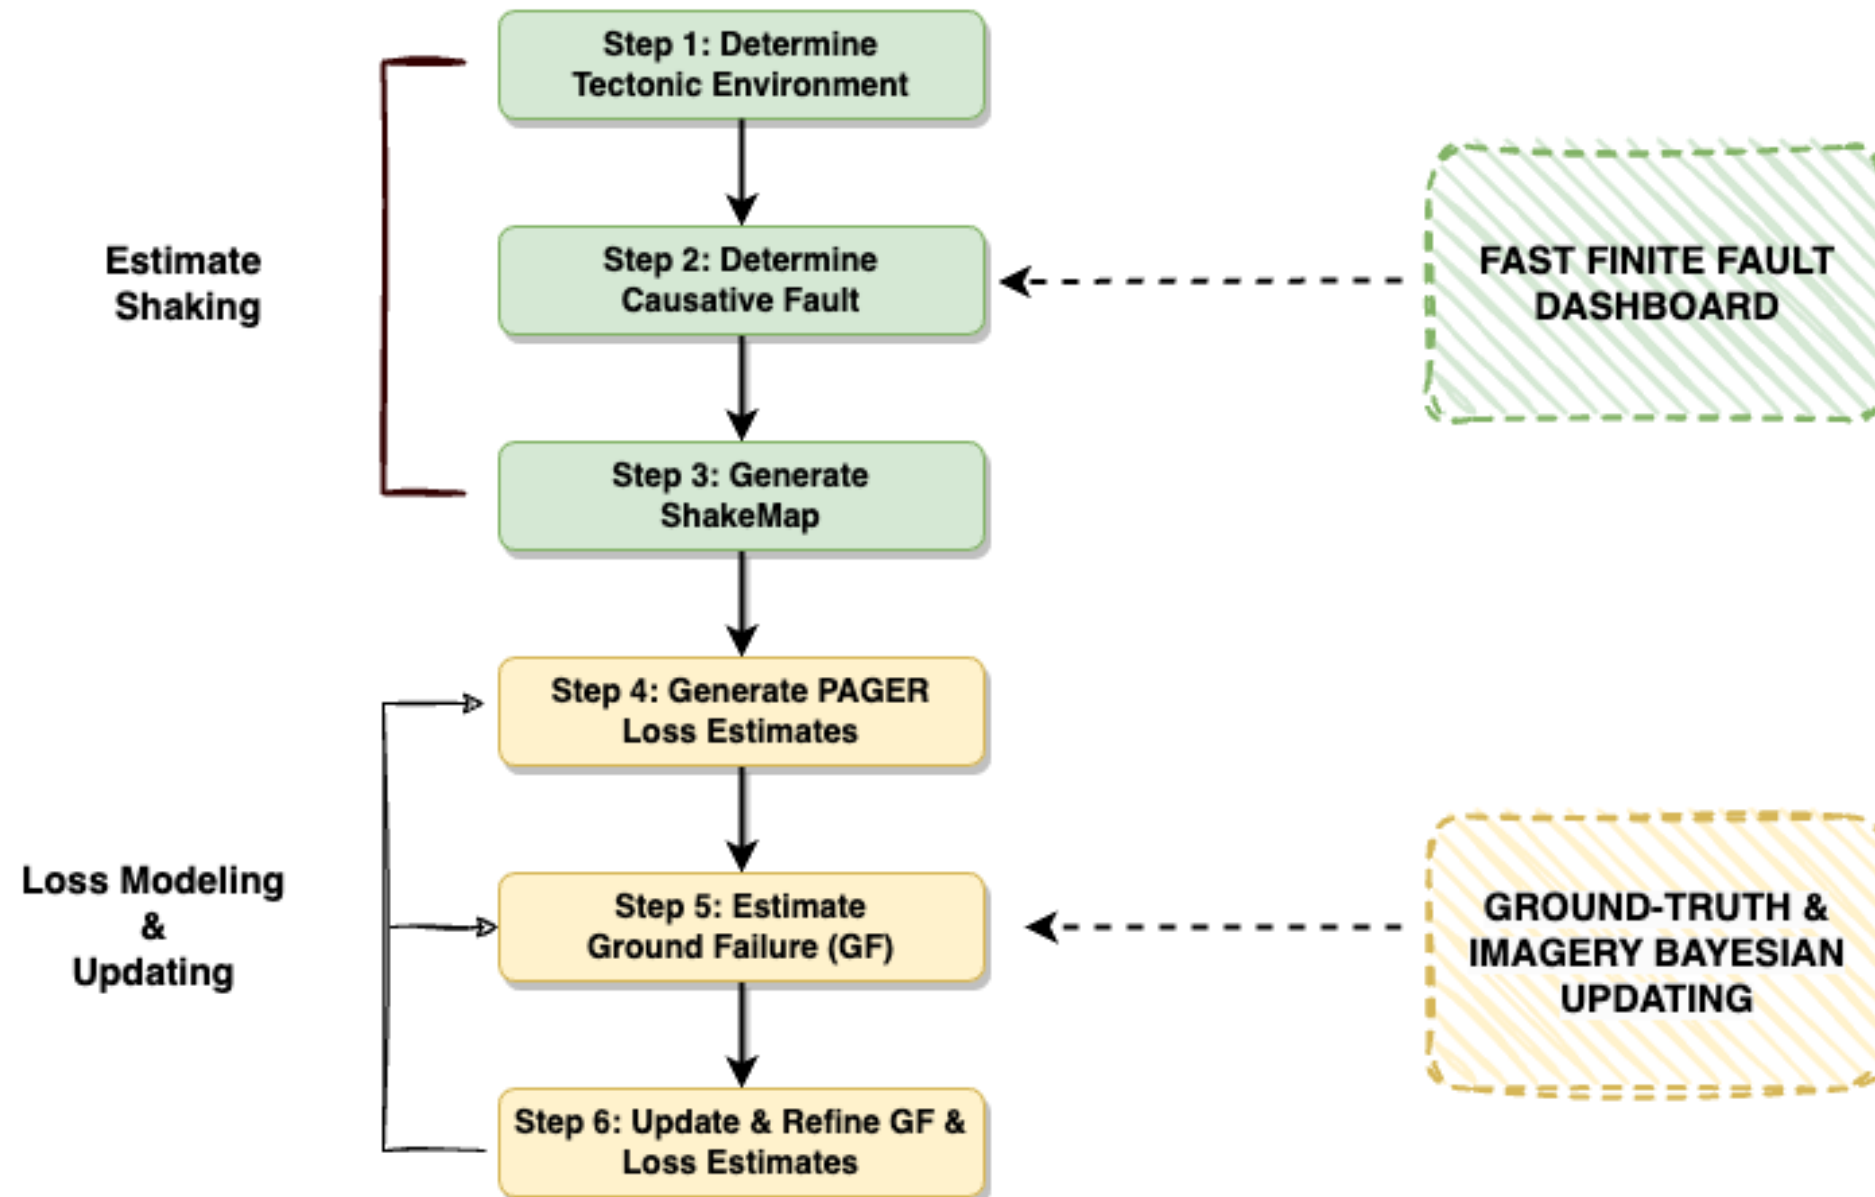 Step 1: Determine
Tectonic Environment
Step 2: Determine
Causative Fault
Step 3: Generate
ShakeMap
Estimate
Shaking
FAST FINITE FAULT
DASHBOARD
Step 4: Generate PAGER
Loss Estimates
Step 5: Estimate
Ground Failure (GF)
Step 6: Update & Refine GF &
Loss Estimates
Loss Modeling
&
Updating
GROUND-TRUTH &
IMAGERY BAYESIAN
UPDATING